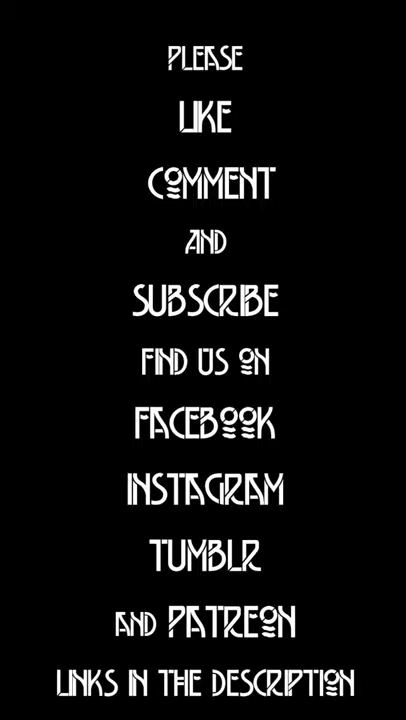 PLEASE
LIKE
COMMENT
AND
SUBSCRIBE
FIND US ON
FACEBOOK
INSTAGRAM
TUMBLR
AND PATREON
LINKS IN THE DESCRIPTION